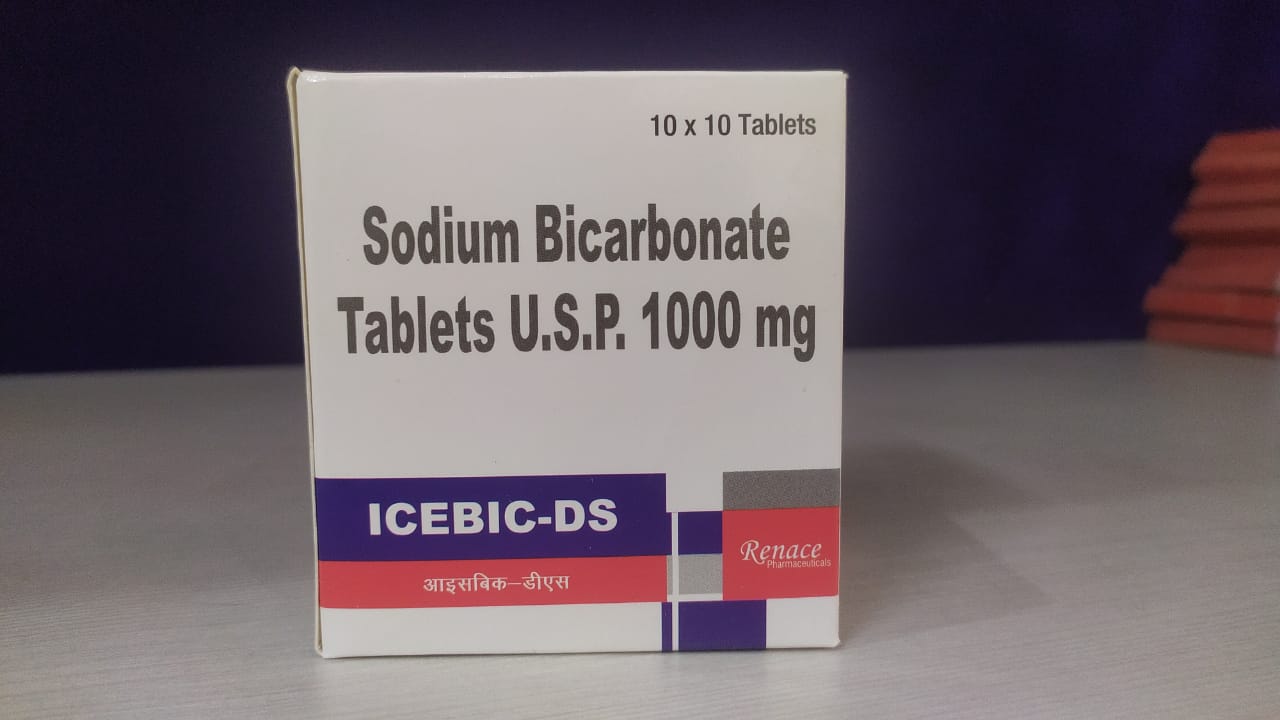 10 x 10 Tablets
Sodium Bicarbonate
Tablets U.S.P. 1000 mg
ICEBIC-DS
आइसबिक–डीएस
Renace
Pharmaceuticals